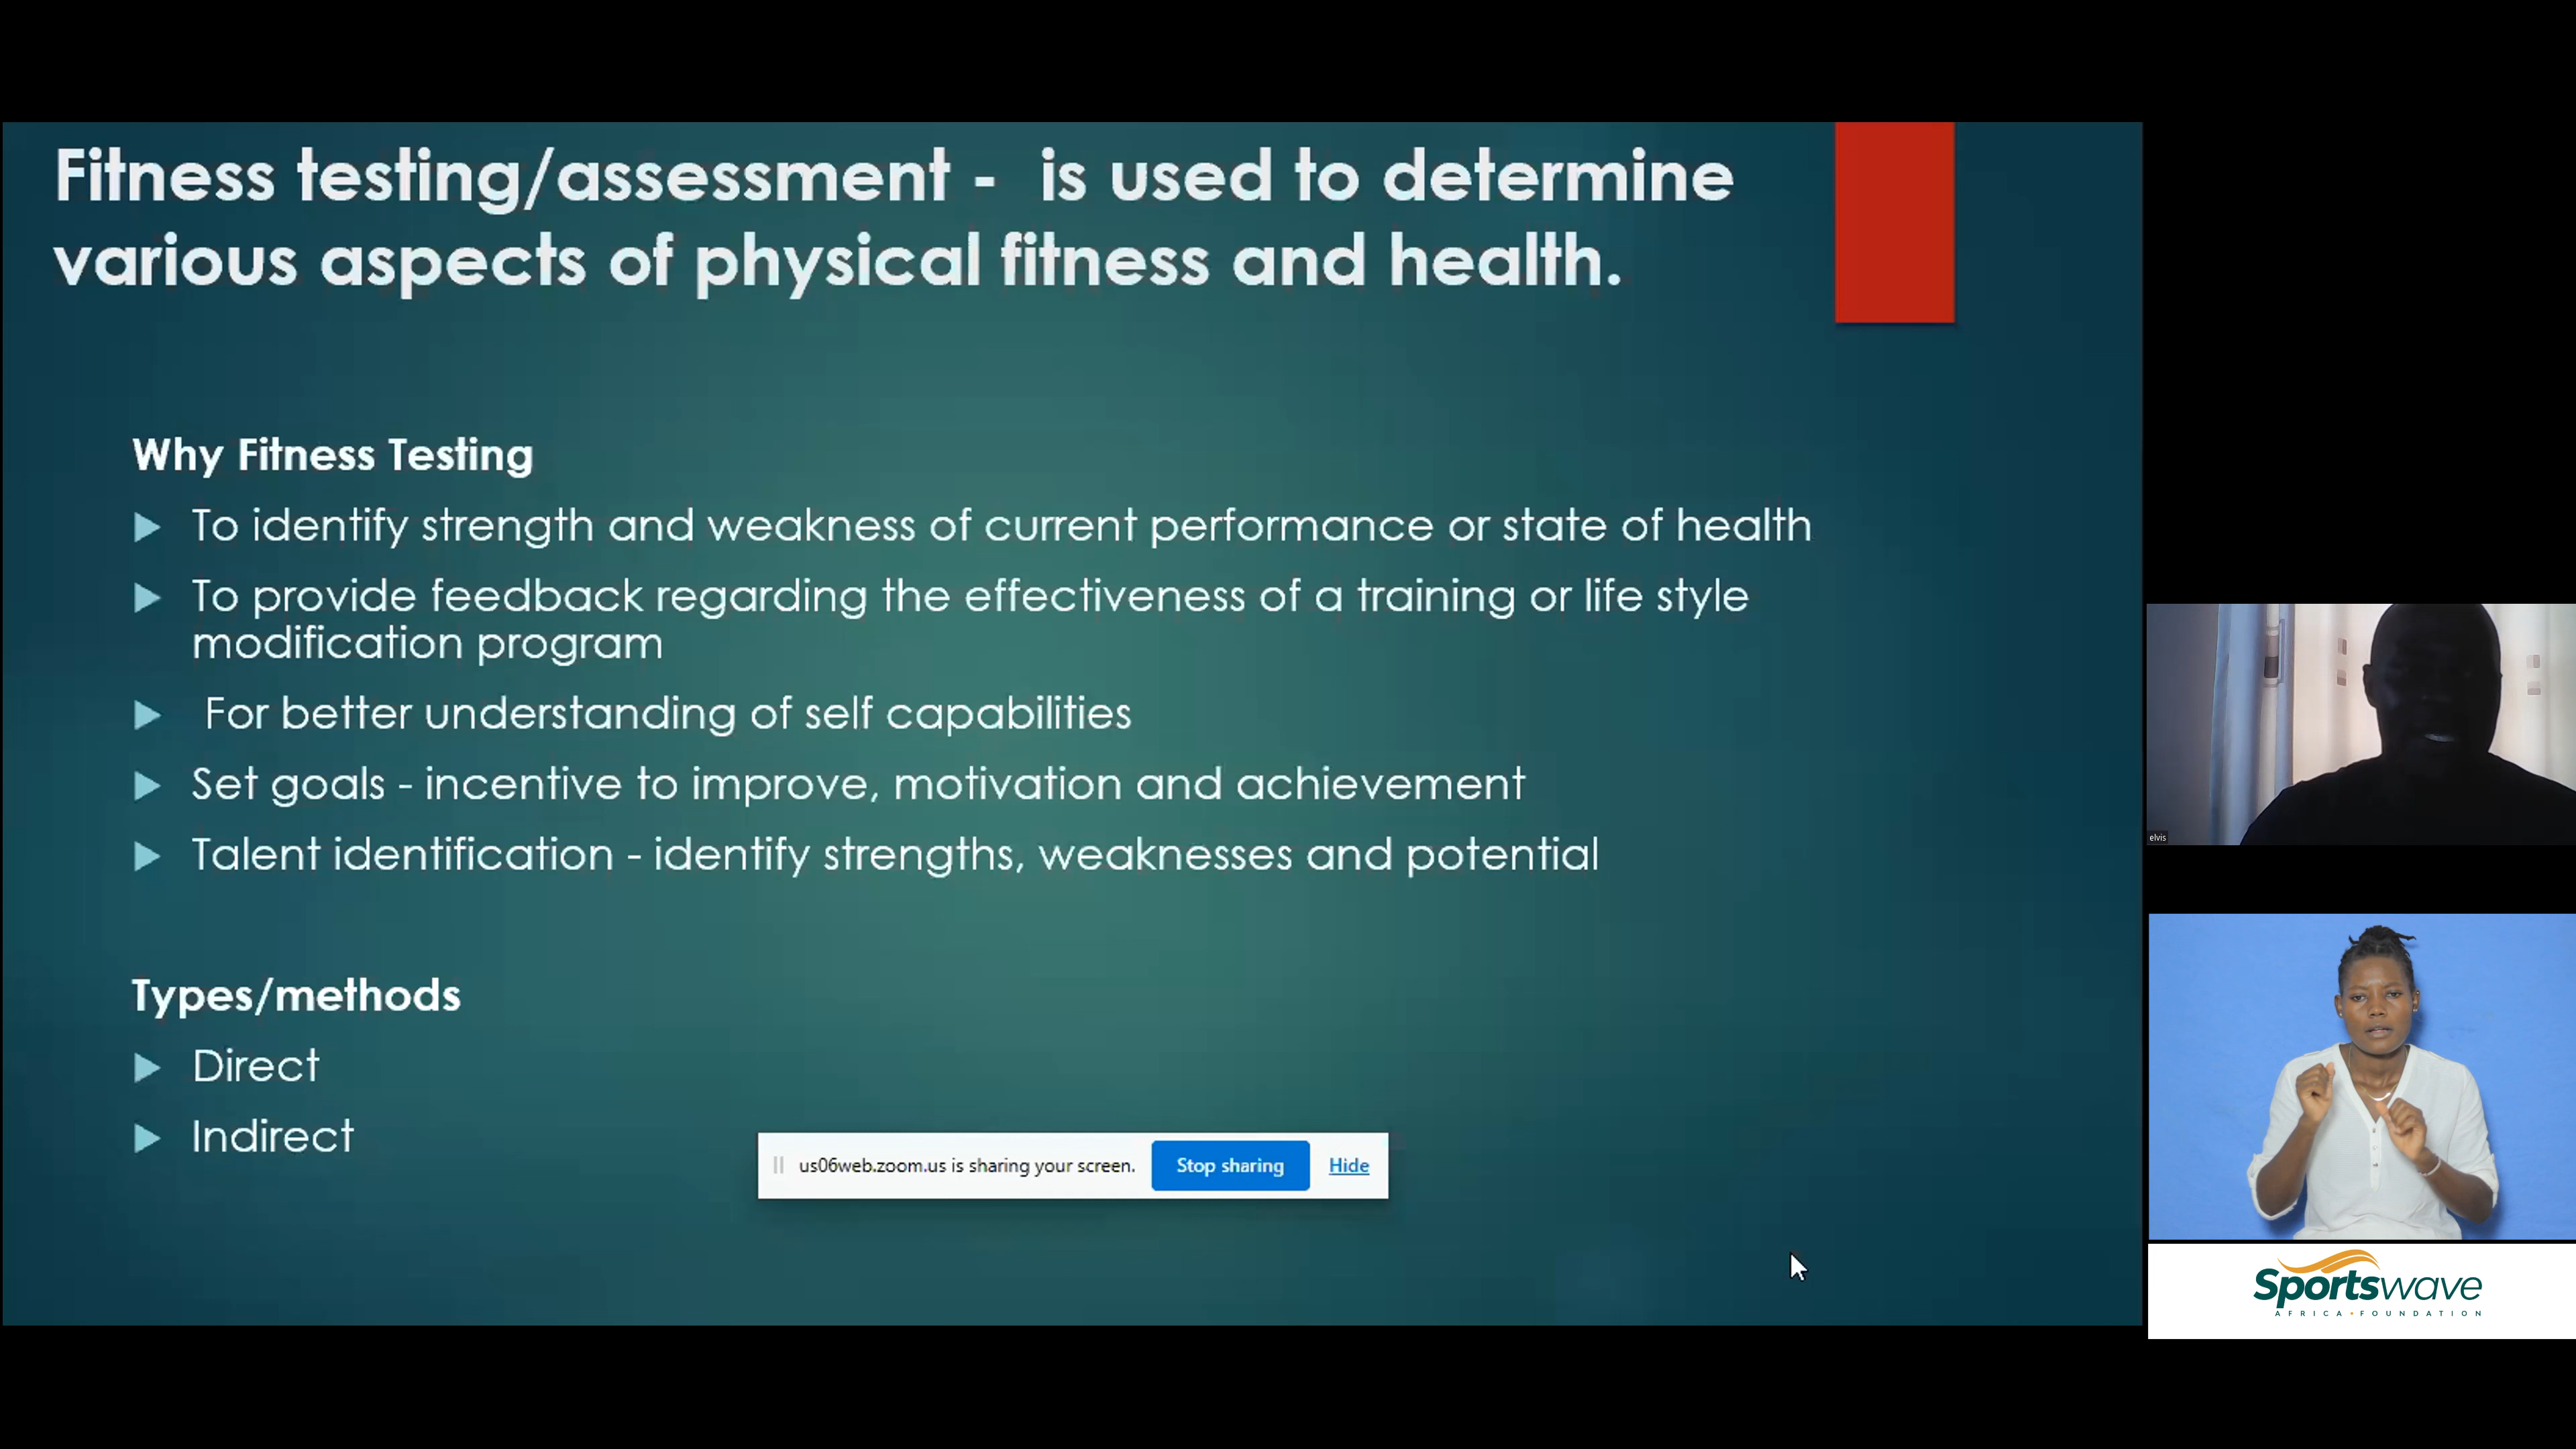 Fitness testing/assessment - is used to determine
various aspects of physical fitness and health.
Why Fitness Testing
To identify strength and weakness of current performance or state of health
To provide feedback regarding the effectiveness of a training or life style
modification program
For better understanding of self capabilities
Set goals - incentive to improve, motivation and achievement
Talent identification - identify strengths, weaknesses and potential
Types/methods
Direct
Indirect
us06web.zoom.us is sharing your screen. Stop sharing Hide
elvis
Sportswave
AFRICA • FOUNDATION